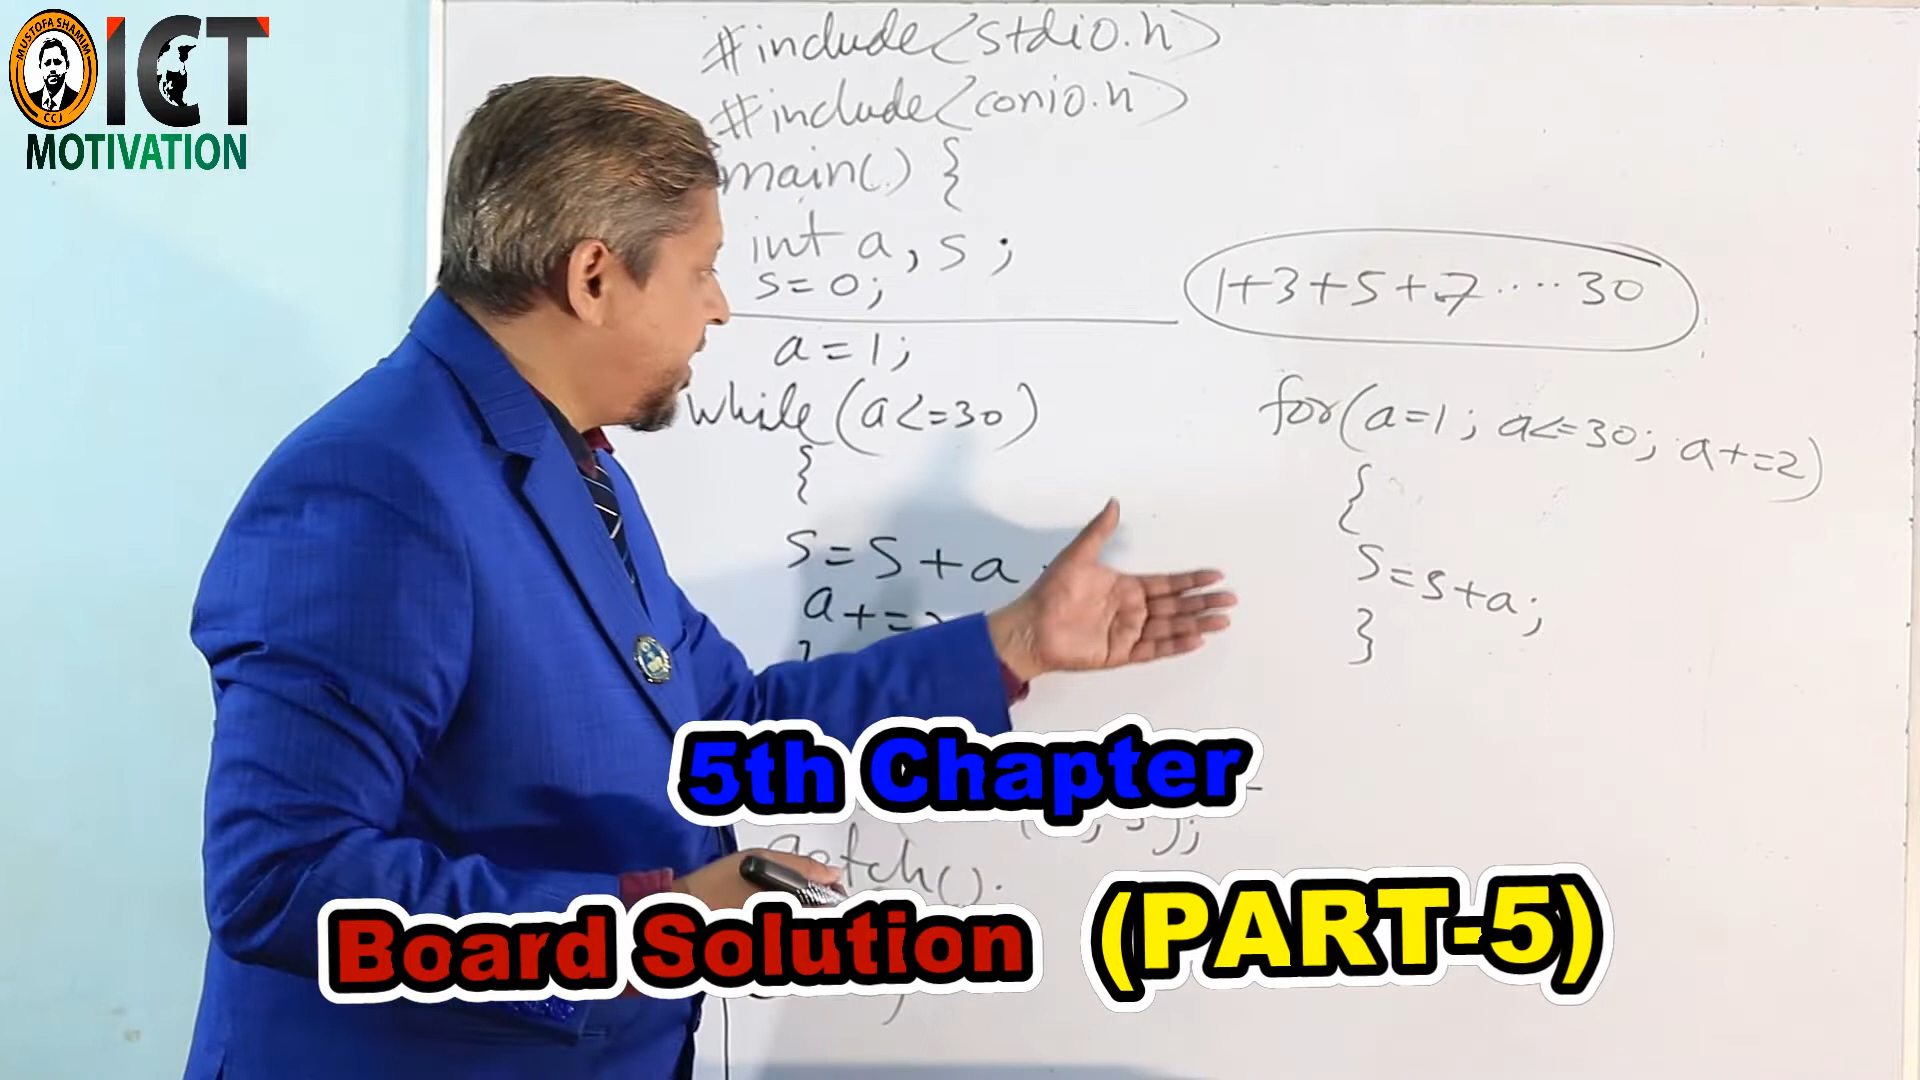 MUSTOFA SHAMIM
CCJ
ICT
MOTIVATION
#include<stdio.h>
#include<conio.h>
main() {
int a, s;
s=0;
a=1;
while (a<=30)
{
s=s+a
a+=
1+3+5+7....30
for(a=1; a<=30; a+=2)
{
s=s+a;
}
5th Chapter
, s);
getch();
Board Solution (PART-5)